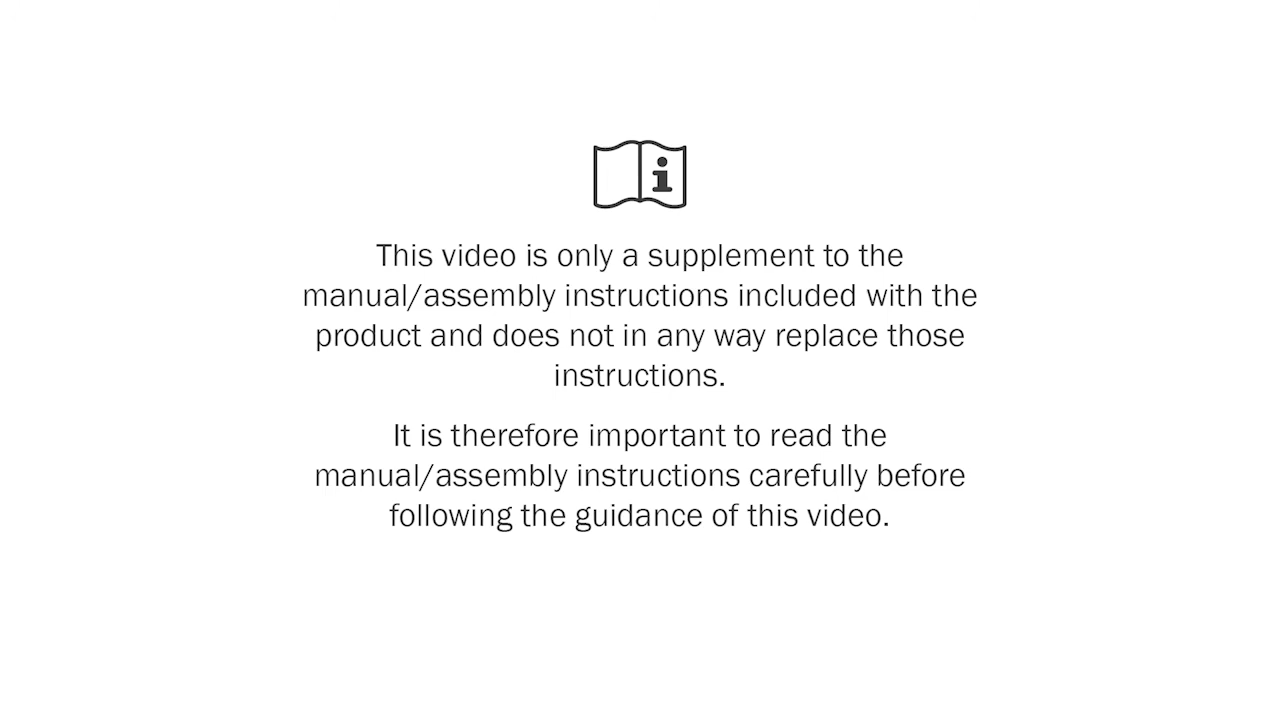 This video is only a supplement to the
manual/assembly instructions included with the
product and does not in any way replace those
instructions.
It is therefore important to read the
manual/assembly instructions carefully before
following the guidance of this video.